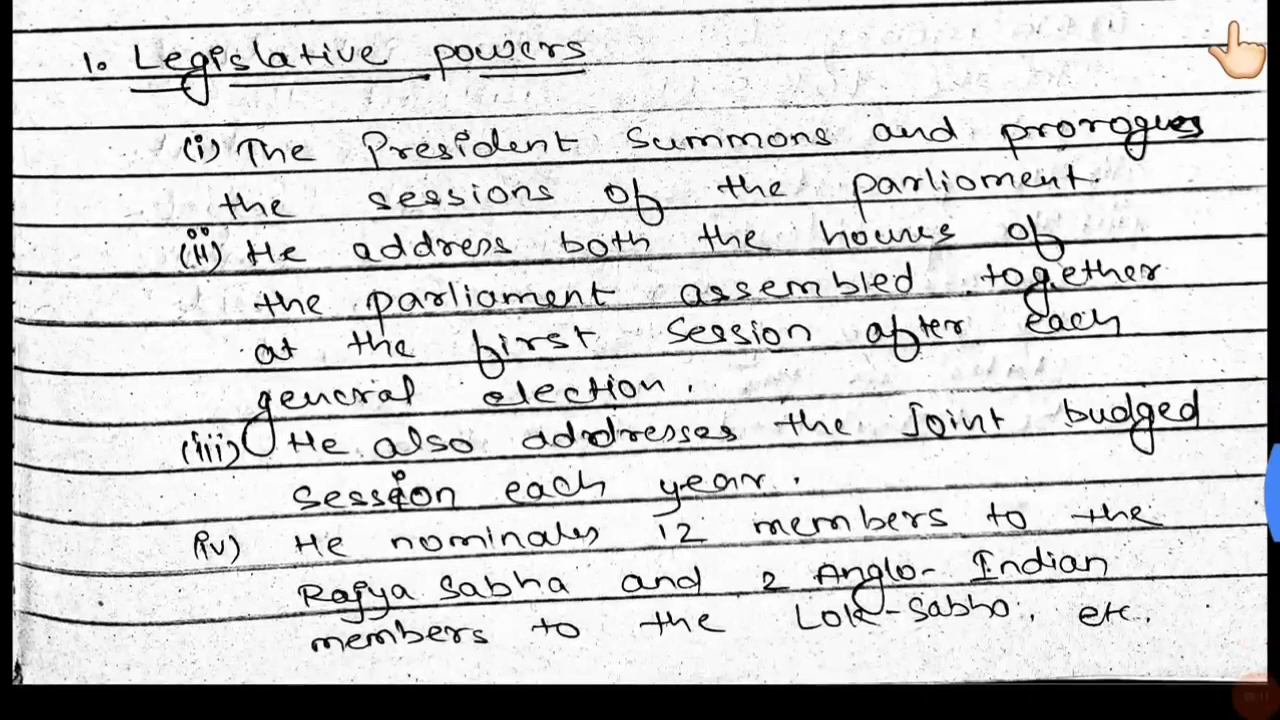 1. Legislative powers
(i) The President Summons and prorogues
the sessions of the parlioment.
(ii) He address both the houses of
the parliament assembled together
at the first session after each
general election.
(iii) He also addresses the Joint budged
session each year.
iv) He nominates 12 members to the
Rajya Sabha and 2 Anglo-Indian
members to the Lok-Sabha, etc.